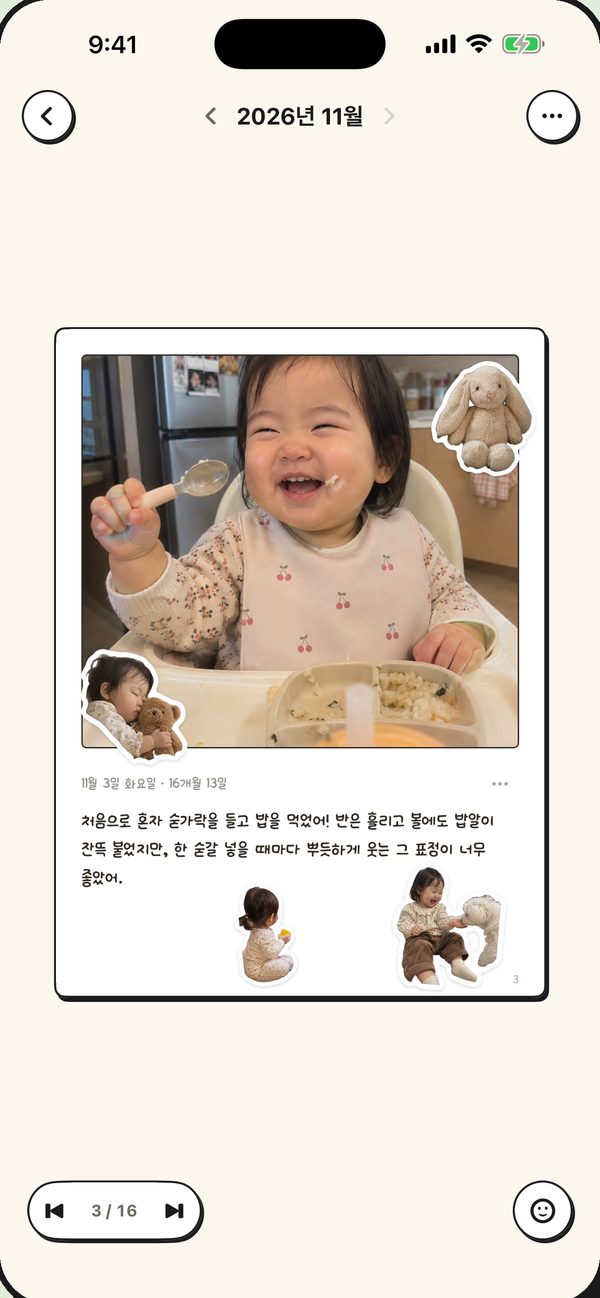 9:41
2026년 11월
11월 3일 화요일 · 16개월 13일
처음으로 혼자 숟가락을 들고 밥을 먹었어! 반은 흘리고 볼에도 밥알이
잔뜩 붙었지만, 한 숟갈 넣을 때마다 뿌듯하게 웃는 그 표정이 너무
좋았어.
3
3 / 16